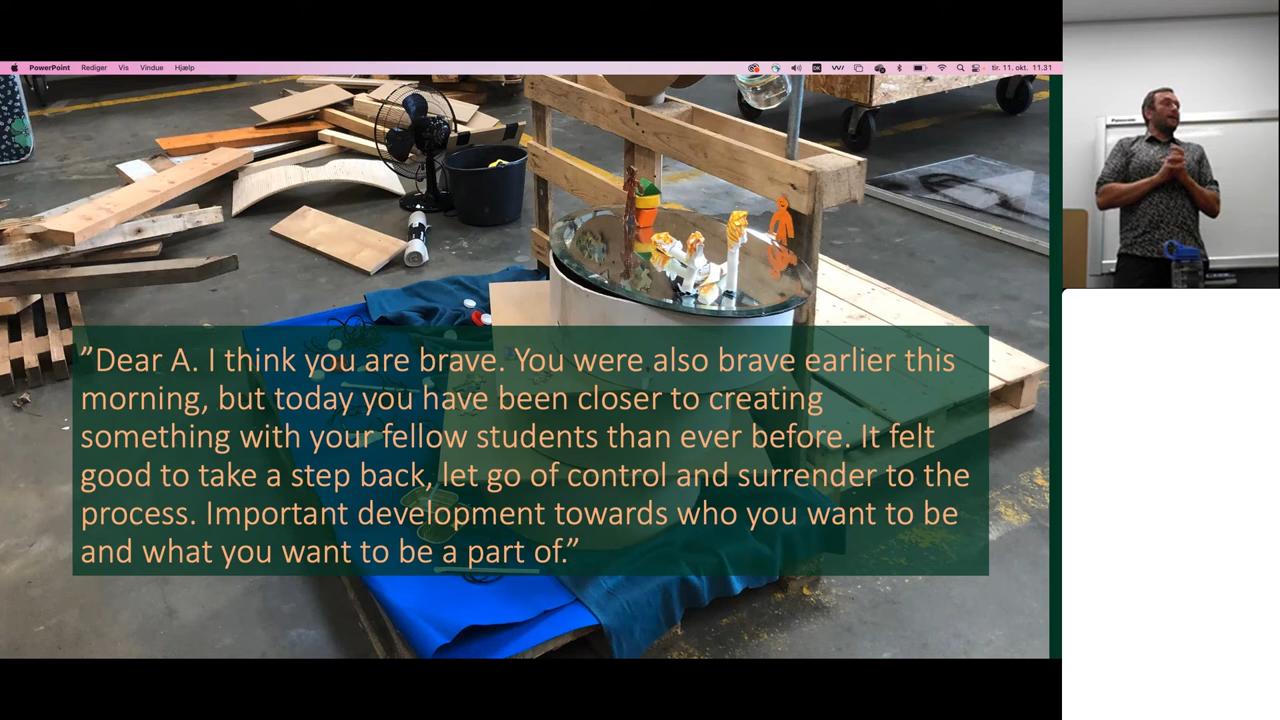 PowerPoint Rediger Vis Vindue Hjælp
DK
tir. 11. okt. 11.31
Panasonic
”Dear A. I think you are brave. You were also brave earlier this
morning, but today you have been closer to creating
something with your fellow students than ever before. It felt
good to take a step back, let go of control and surrender to the
process. Important development towards who you want to be
and what you want to be a part of.”